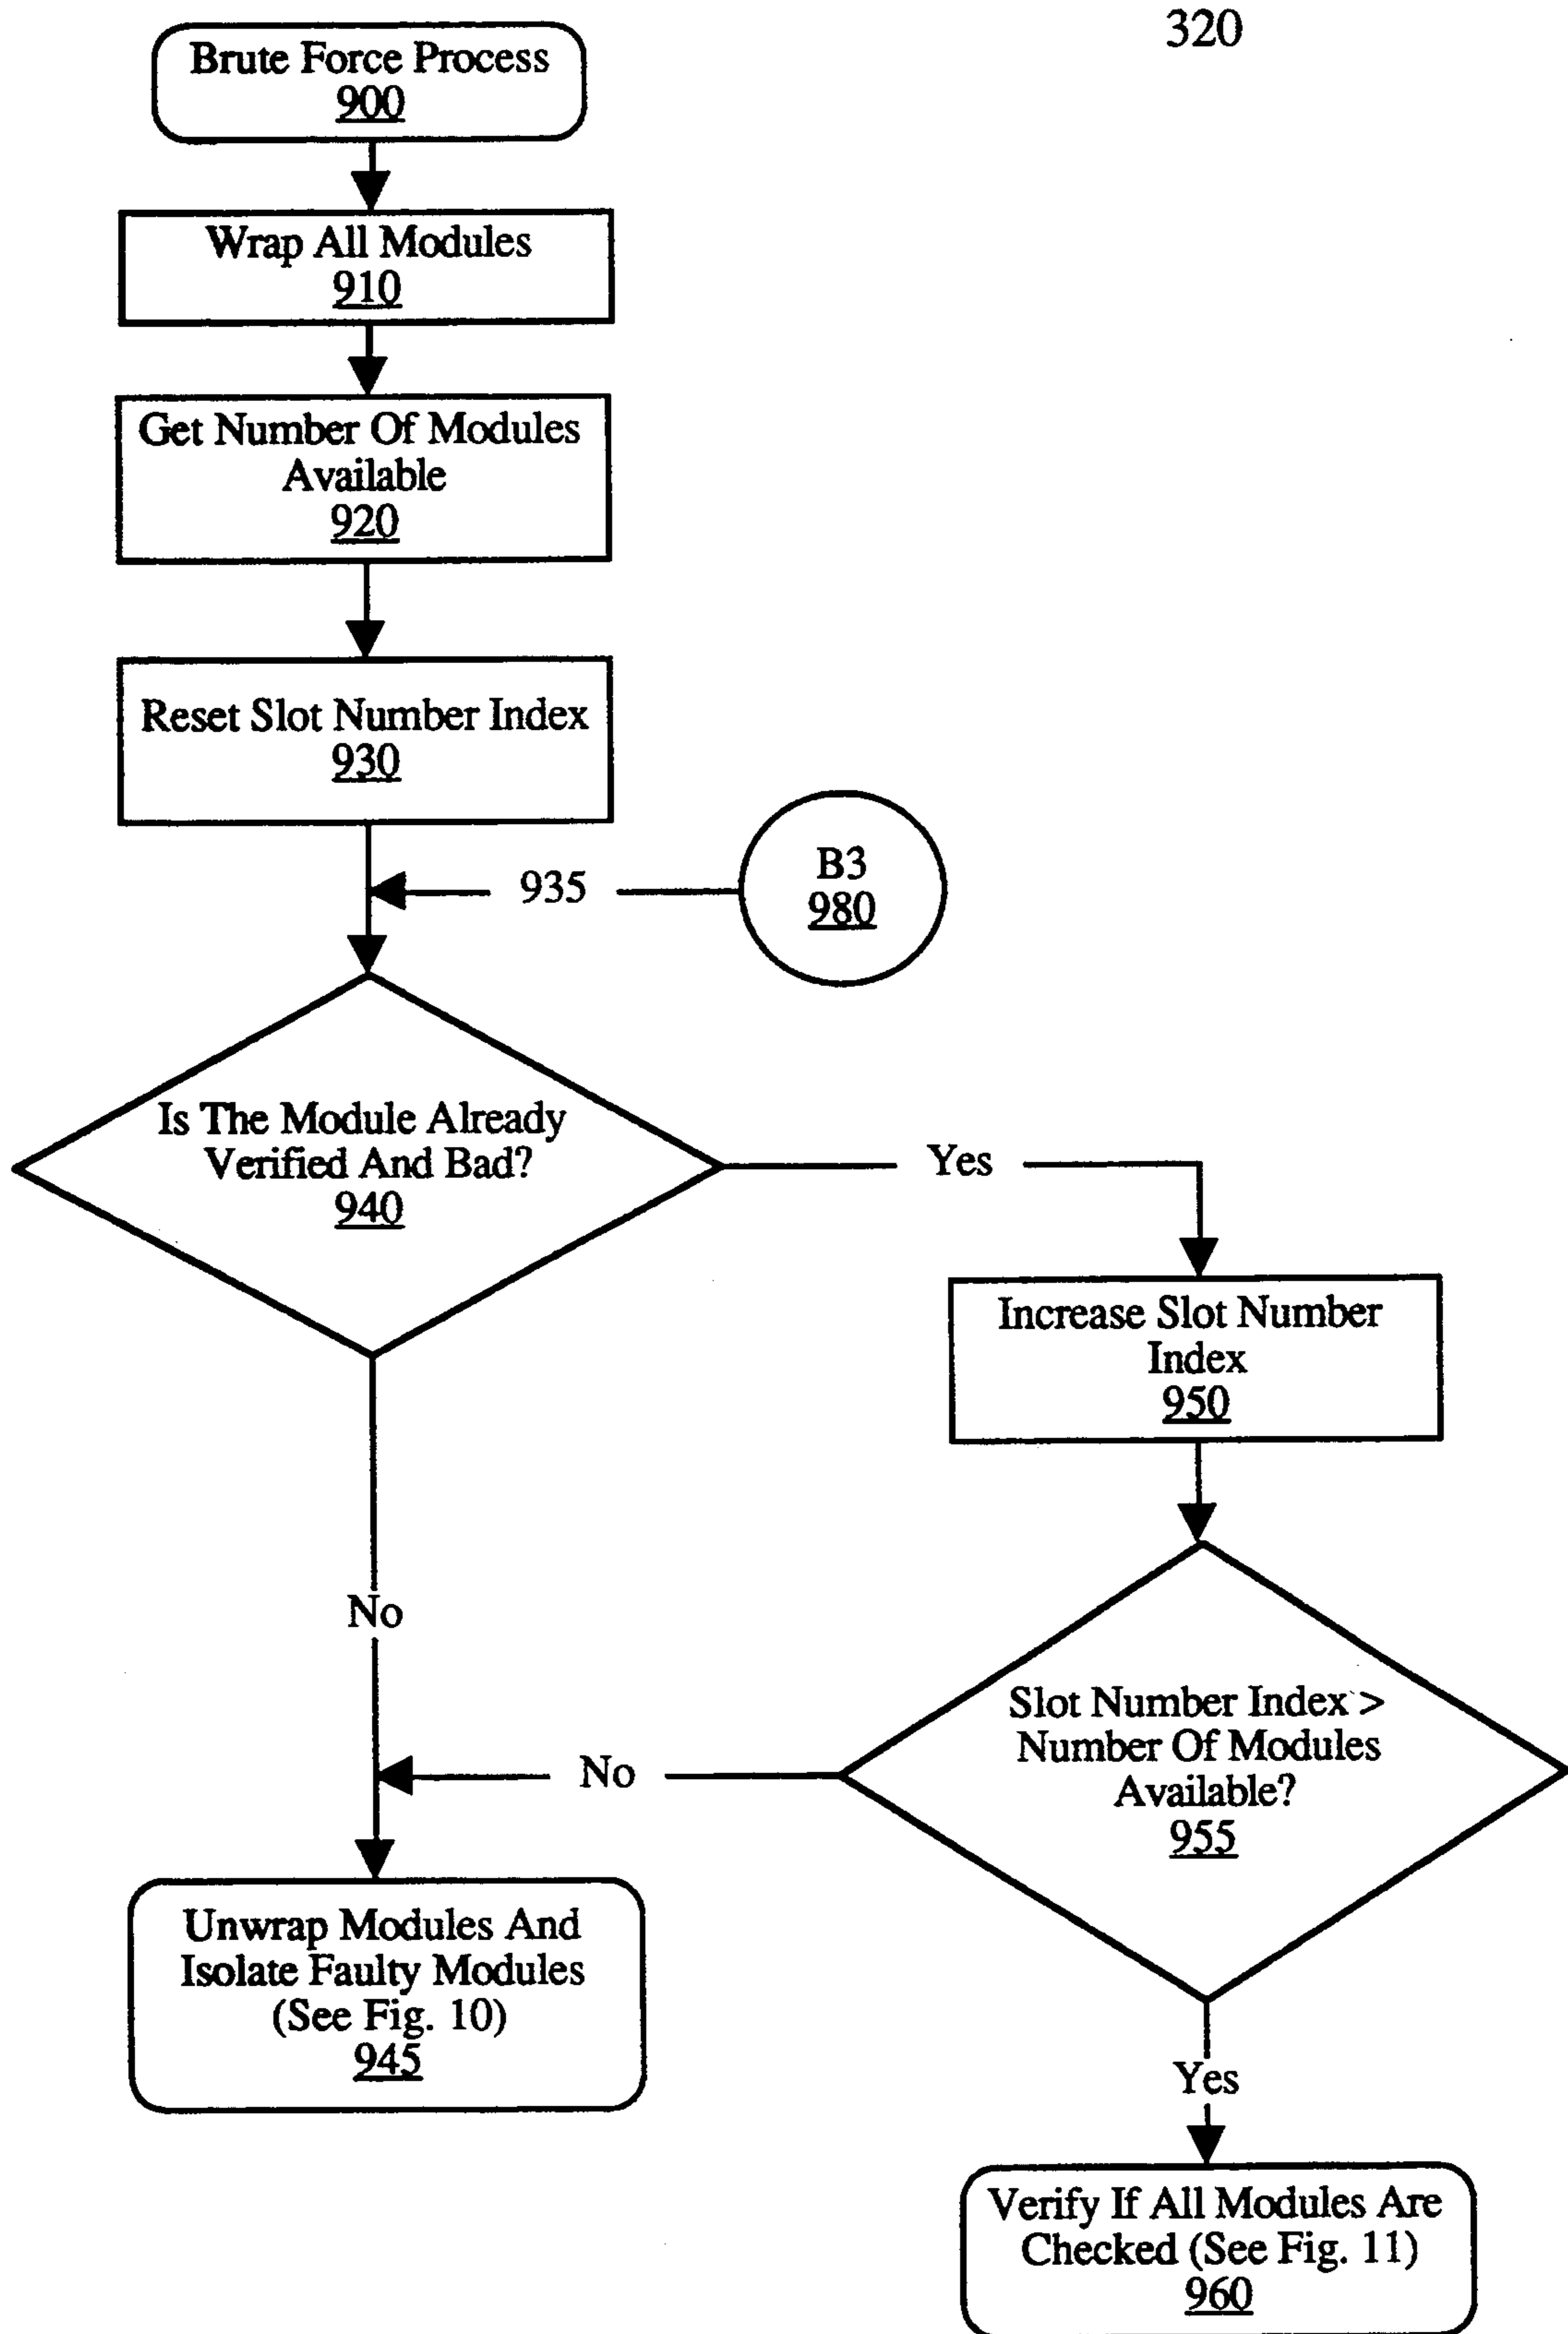 320
Brute Force Process
900
Wrap All Modules
910
Get Number Of Modules
Available
920
Reset Slot Number Index
930
935
B3
980
Is The Module Already
Verified And Bad?
940
Yes
Increase Slot Number
Index
950
No
Slot Number Index >
Number Of Modules
Available?
955
No
Unwrap Modules And
Isolate Faulty Modules
(See Fig. 10)
945
Yes
Verify If All Modules Are
Checked (See Fig. 11)
960